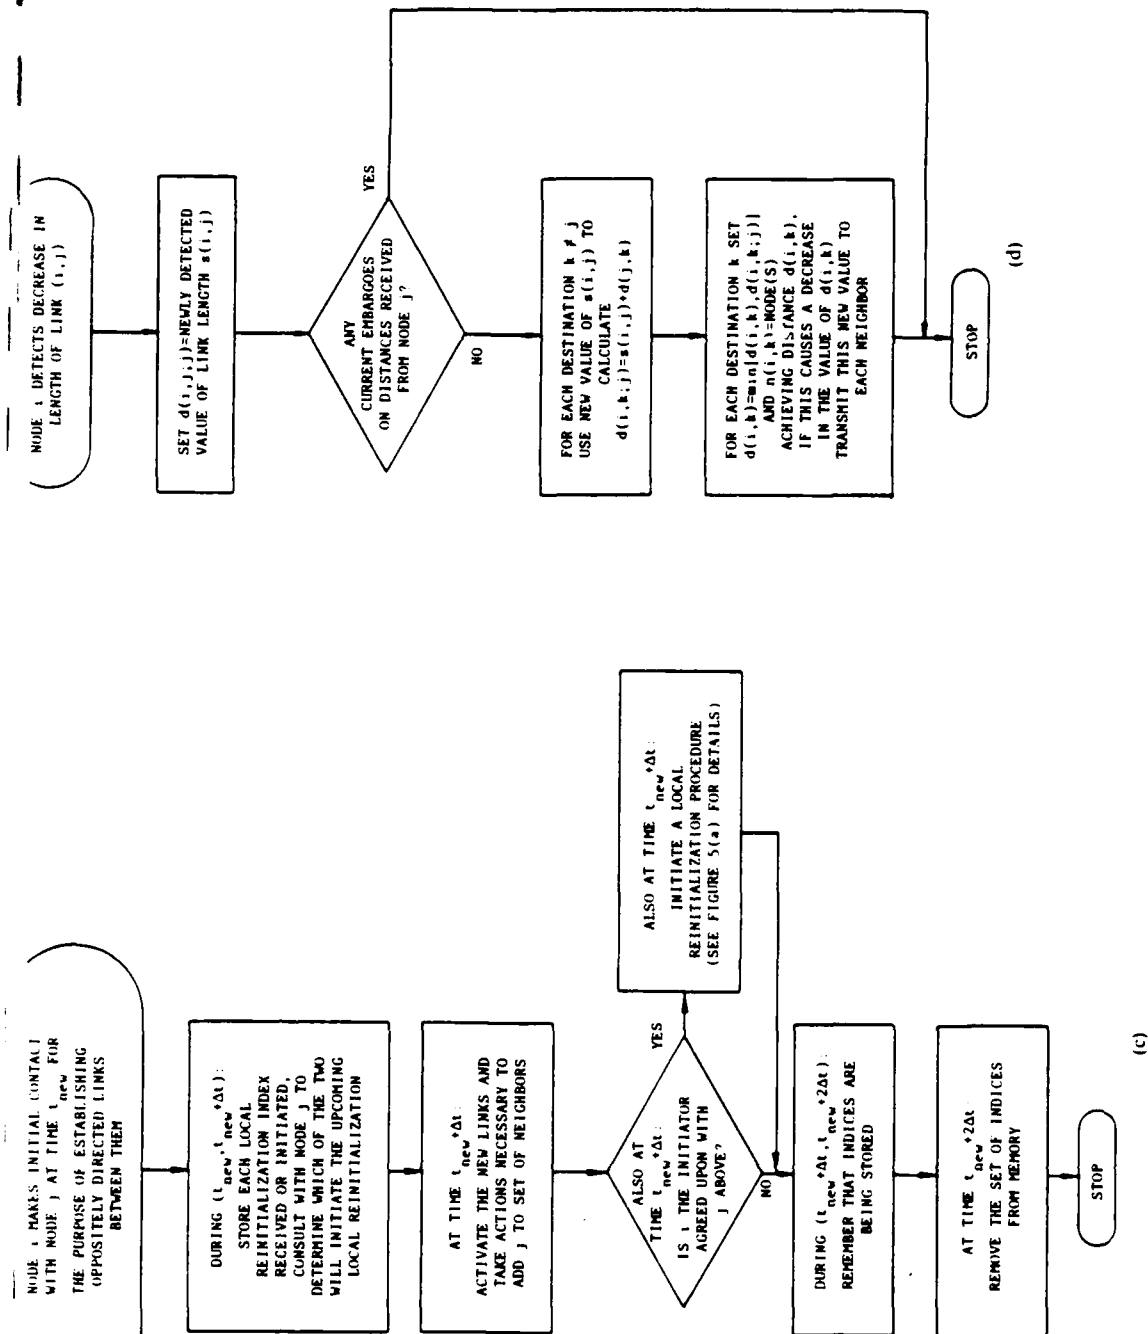 NODE i MAKES INITIAL CONTACT
WITH NODE j AT TIME t_new FOR
THE PURPOSE OF ESTABLISHING
OPPOSITELY DIRECTED LINKS
BETWEEN THEM
DURING (t_new,t_new+Δt):
STORE EACH LOCAL
REINITIALIZATION INDEX
RECEIVED OR INITIATED,
CONSULT WITH NODE j TO
DETERMINE WHICH OF THE TWO
WILL INITIATE THE UPCOMING
LOCAL REINITIALIZATION
AT TIME t_new+Δt:
ACTIVATE THE NEW LINKS AND
TAKE ACTIONS NECESSARY TO
ADD j TO SET OF NEIGHBORS
ALSO AT
TIME t_new+Δt:
IS i THE INITIATOR
AGREED UPON WITH
j ABOVE?
YES
NO
ALSO AT TIME t_new+Δt:
INITIATE A LOCAL
REINITIALIZATION PROCEDURE
(SEE FIGURE 5(a) FOR DETAILS)
DURING (t_new+Δt,t_new+2Δt):
REMEMBER THAT INDICES ARE
BEING STORED
AT TIME t_new+2Δt:
REMOVE THE SET OF INDICES
FROM MEMORY
STOP
(c)
NODE i DETECTS DECREASE IN
LENGTH OF LINK (i,j)
SET d(i,j;j)=NEWLY DETECTED
VALUE OF LINK LENGTH s(i,j)
ANY
CURRENT EMBARGOES
ON DISTANCES RECEIVED
FROM NODE j?
YES
NO
FOR EACH DESTINATION k ≠ j
USE NEW VALUE OF s(i,j) TO
CALCULATE
d(i,k;j)=s(i,j)+d(j,k)
FOR EACH DESTINATION k SET
d(i,k)=min[d(i,k),d(i,k;j)]
AND n(i,k)=NODE(S)
ACHIEVING DISTANCE d(i,k).
IF THIS CAUSES A DECREASE
IN THE VALUE OF d(i,k)
TRANSMIT THIS NEW VALUE TO
EACH NEIGHBOR
STOP
(d)